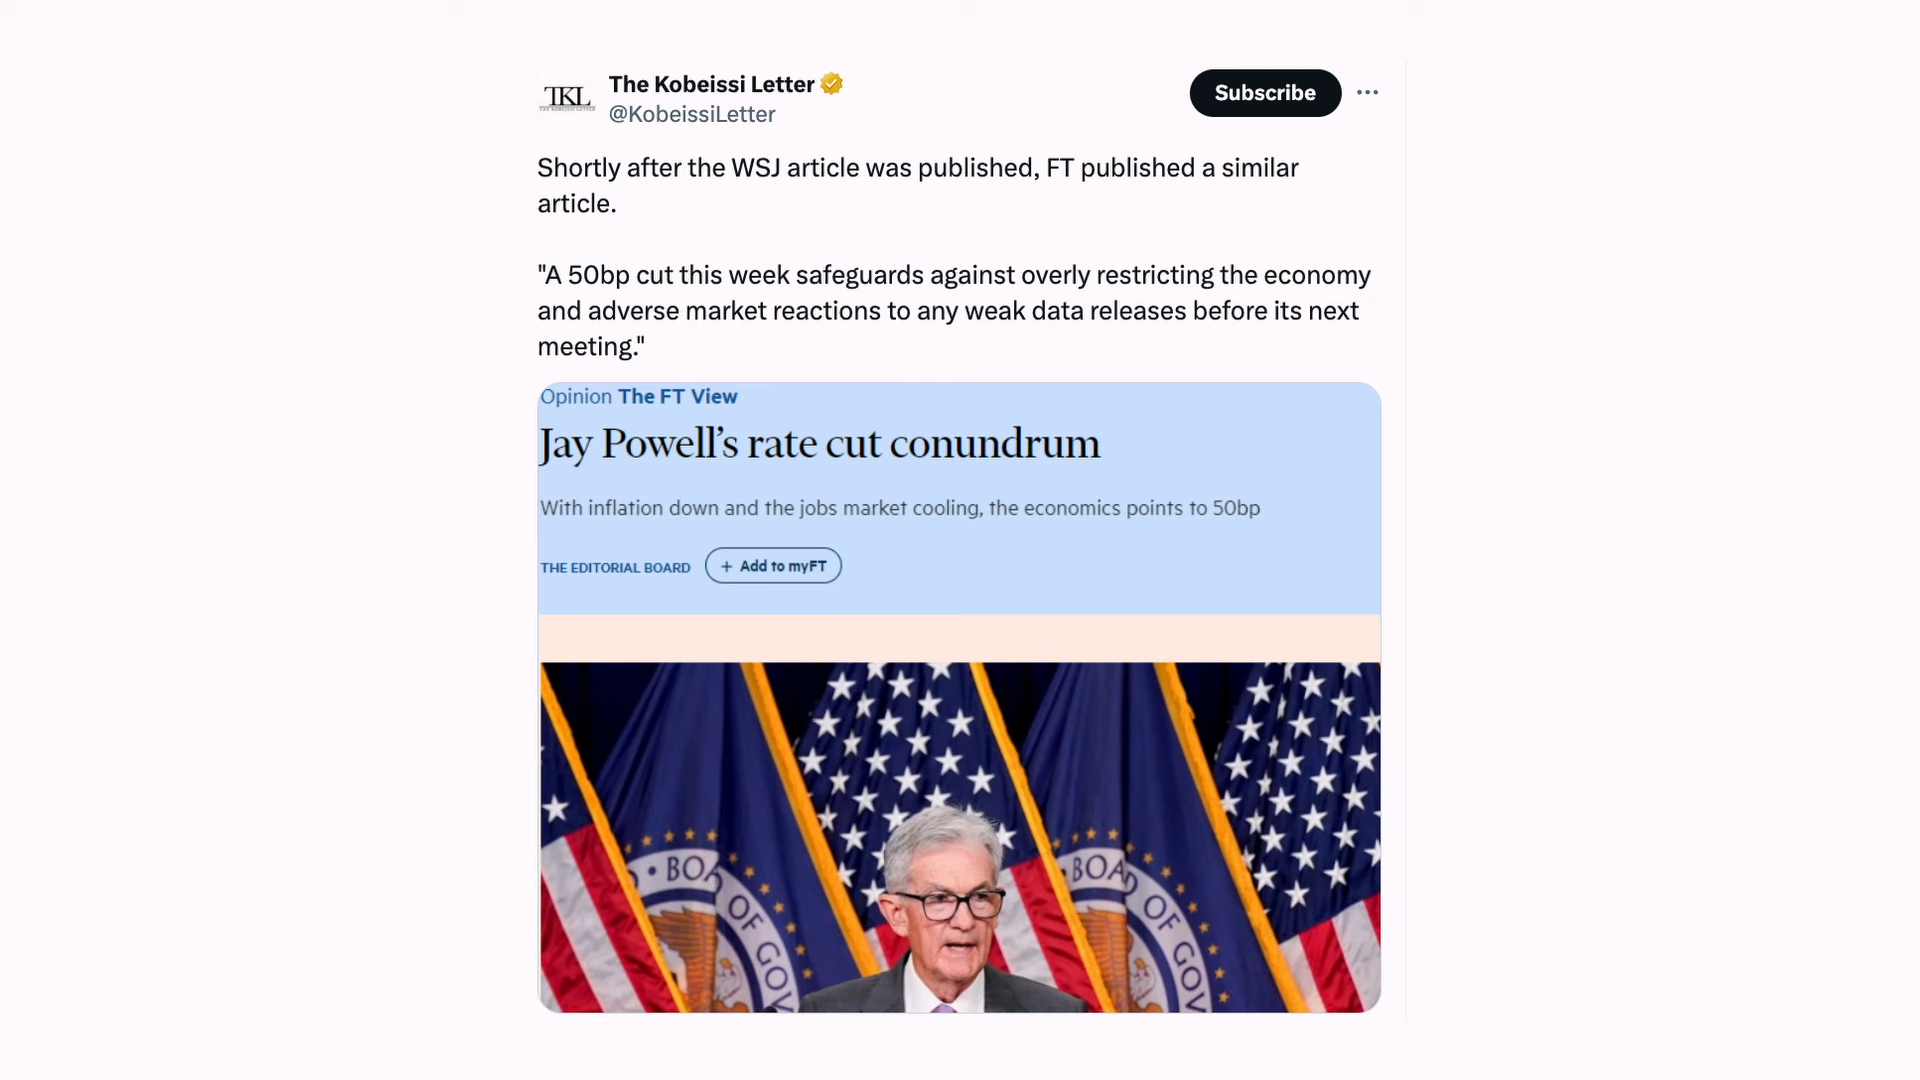 TKL
The Kobeissi Letter
@KobeissiLetter
Subscribe
Shortly after the WSJ article was published, FT published a similar
article.
"A 50bp cut this week safeguards against overly restricting the economy
and adverse market reactions to any weak data releases before its next
meeting."
Opinion The FT View
Jay Powell’s rate cut conundrum
With inflation down and the jobs market cooling, the economics points to 50bp
THE EDITORIAL BOARD
+ Add to myFT
BOA
OF GOV
BOAD OF GOV